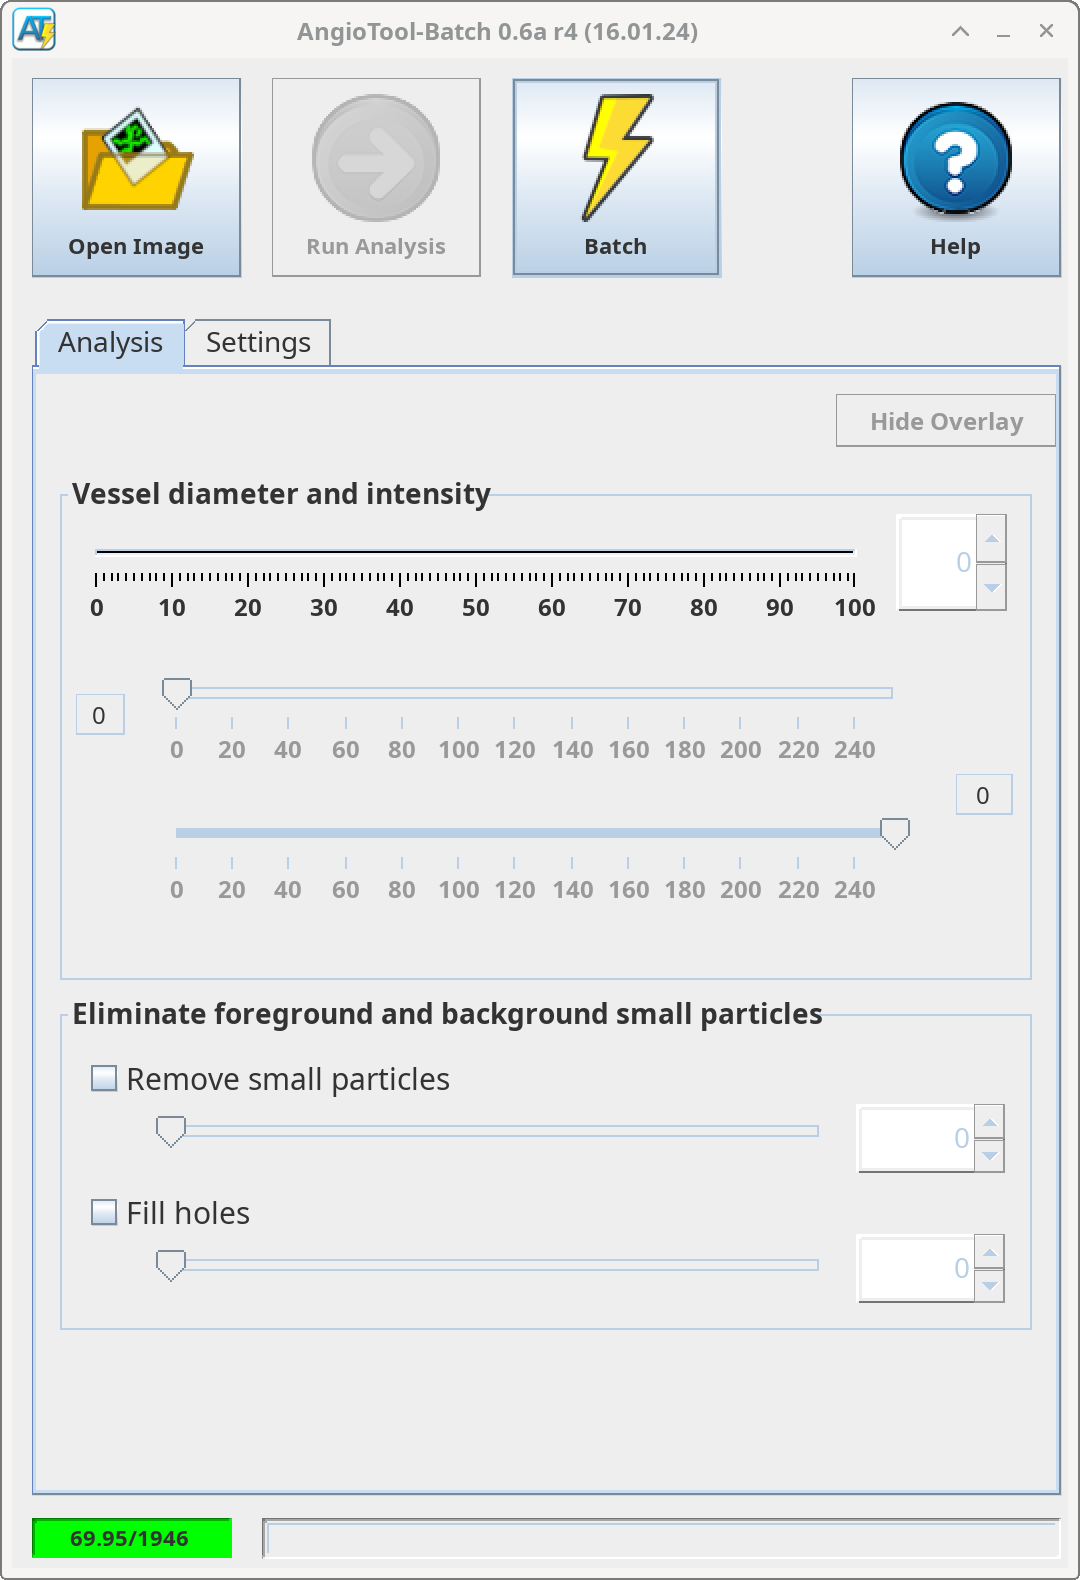 AT
AngioTool-Batch 0.6a r4 (16.01.24)
Open Image
Run Analysis
Batch
?
Help
Analysis
Settings
Hide Overlay
Vessel diameter and intensity
0
0 10 20 30 40 50 60 70 80 90 100
0
0 20 40 60 80 100 120 140 160 180 200 220 240
0
0 20 40 60 80 100 120 140 160 180 200 220 240
Eliminate foreground and background small particles
Remove small particles
0
Fill holes
0
69.95/1946